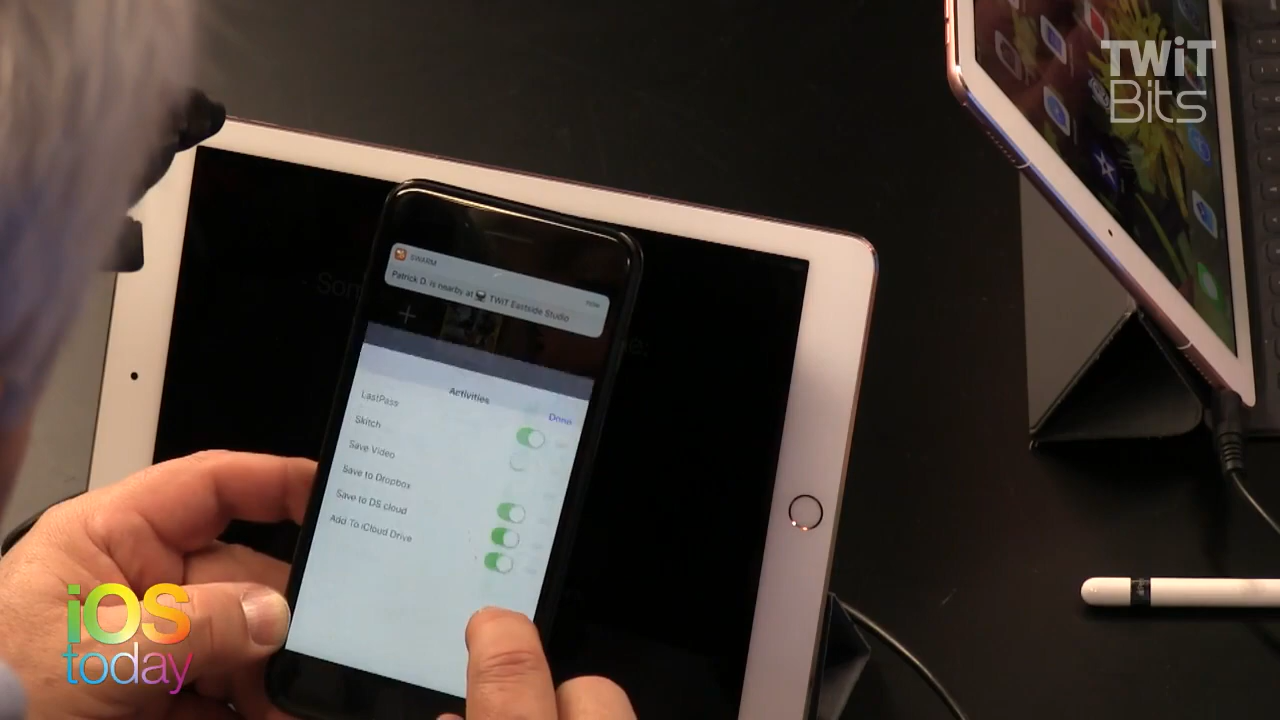 TWiT
Bits
SWARM
now
Patrick D. is nearby at TWiT Eastside Studio
Activities
Done
LastPass
Skitch
Save Video
Save to Dropbox
Save to DS cloud
Add To iCloud Drive
iOS
today